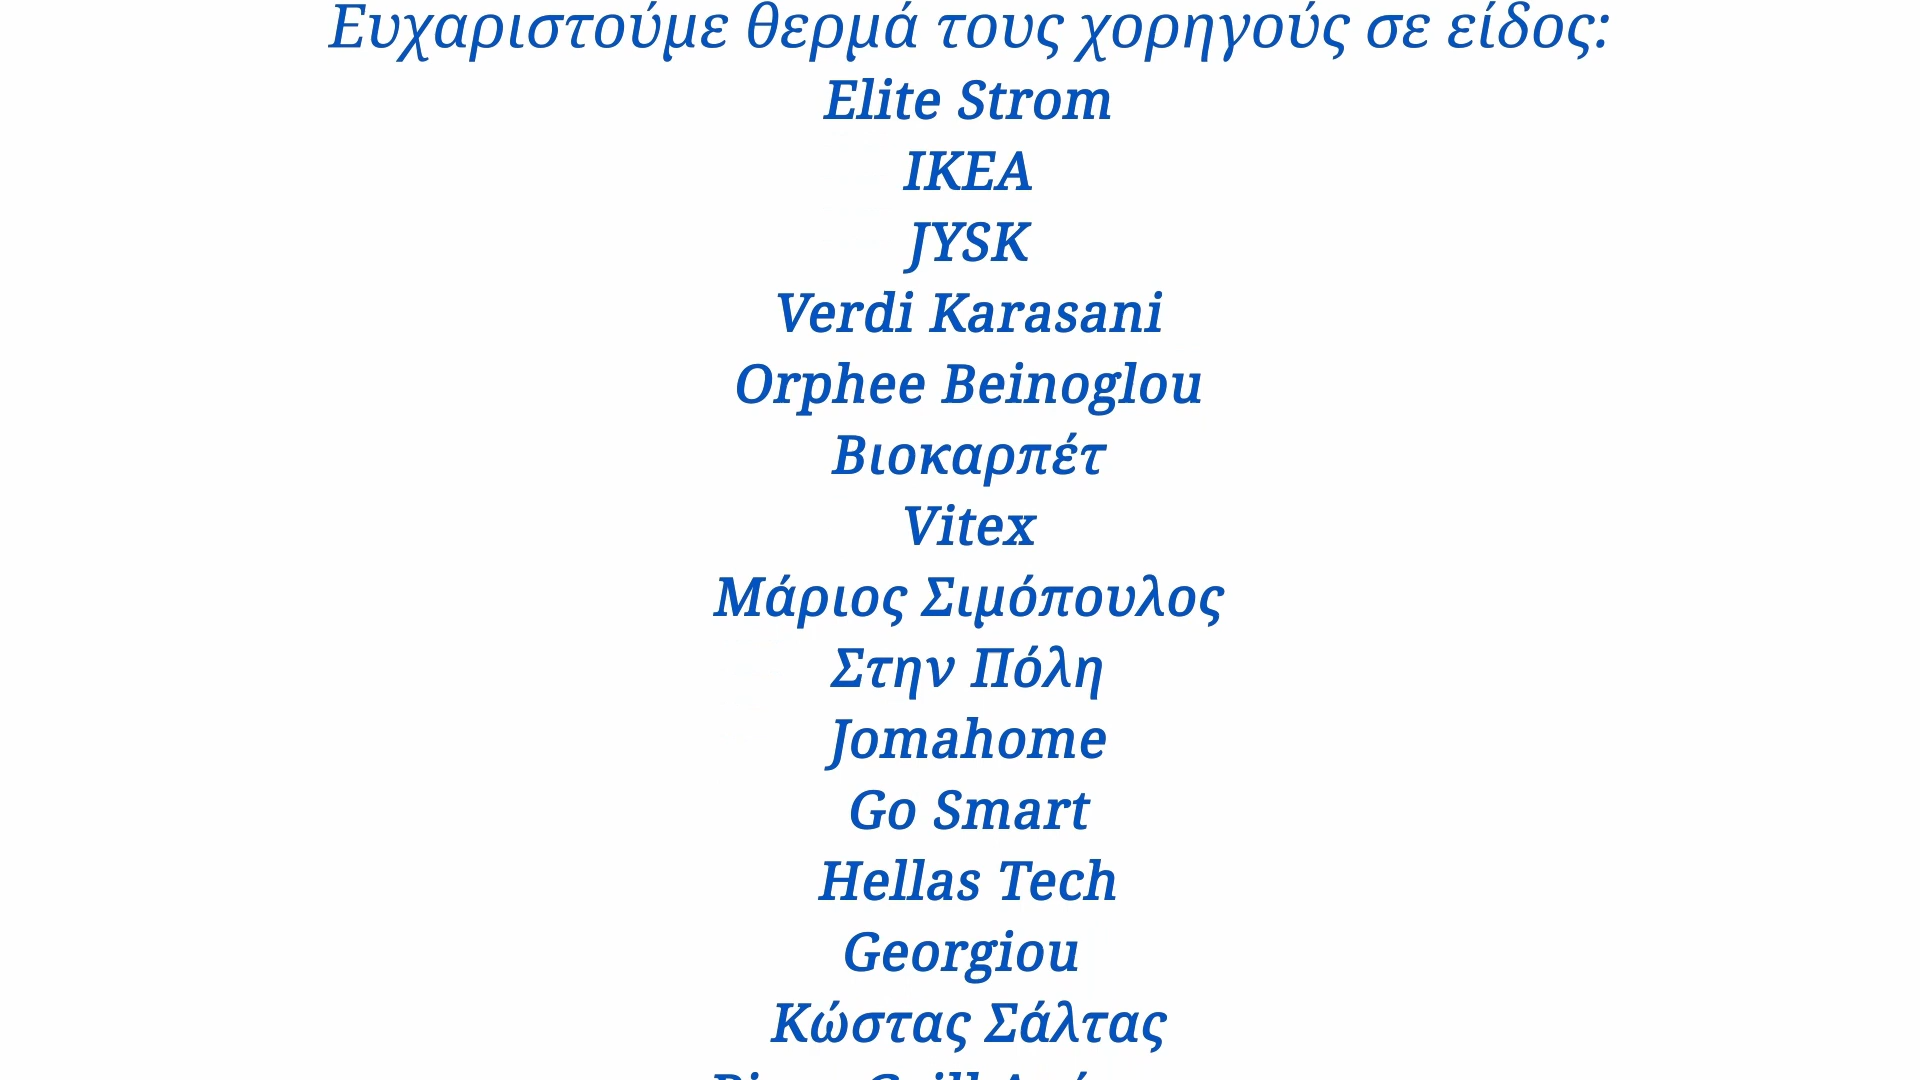 Ευχαριστούμε θερμά τους χορηγούς σε είδος:
Elite Strom
IKEA
JYSK
Verdi Karasani
Orphee Beinoglou
Βιοκαρπέτ
Vitex
Μάριος Σιμόπουλος
Στην Πόλη
Jomahome
Go Smart
Hellas Tech
Georgiou
Κώστας Σάλτας